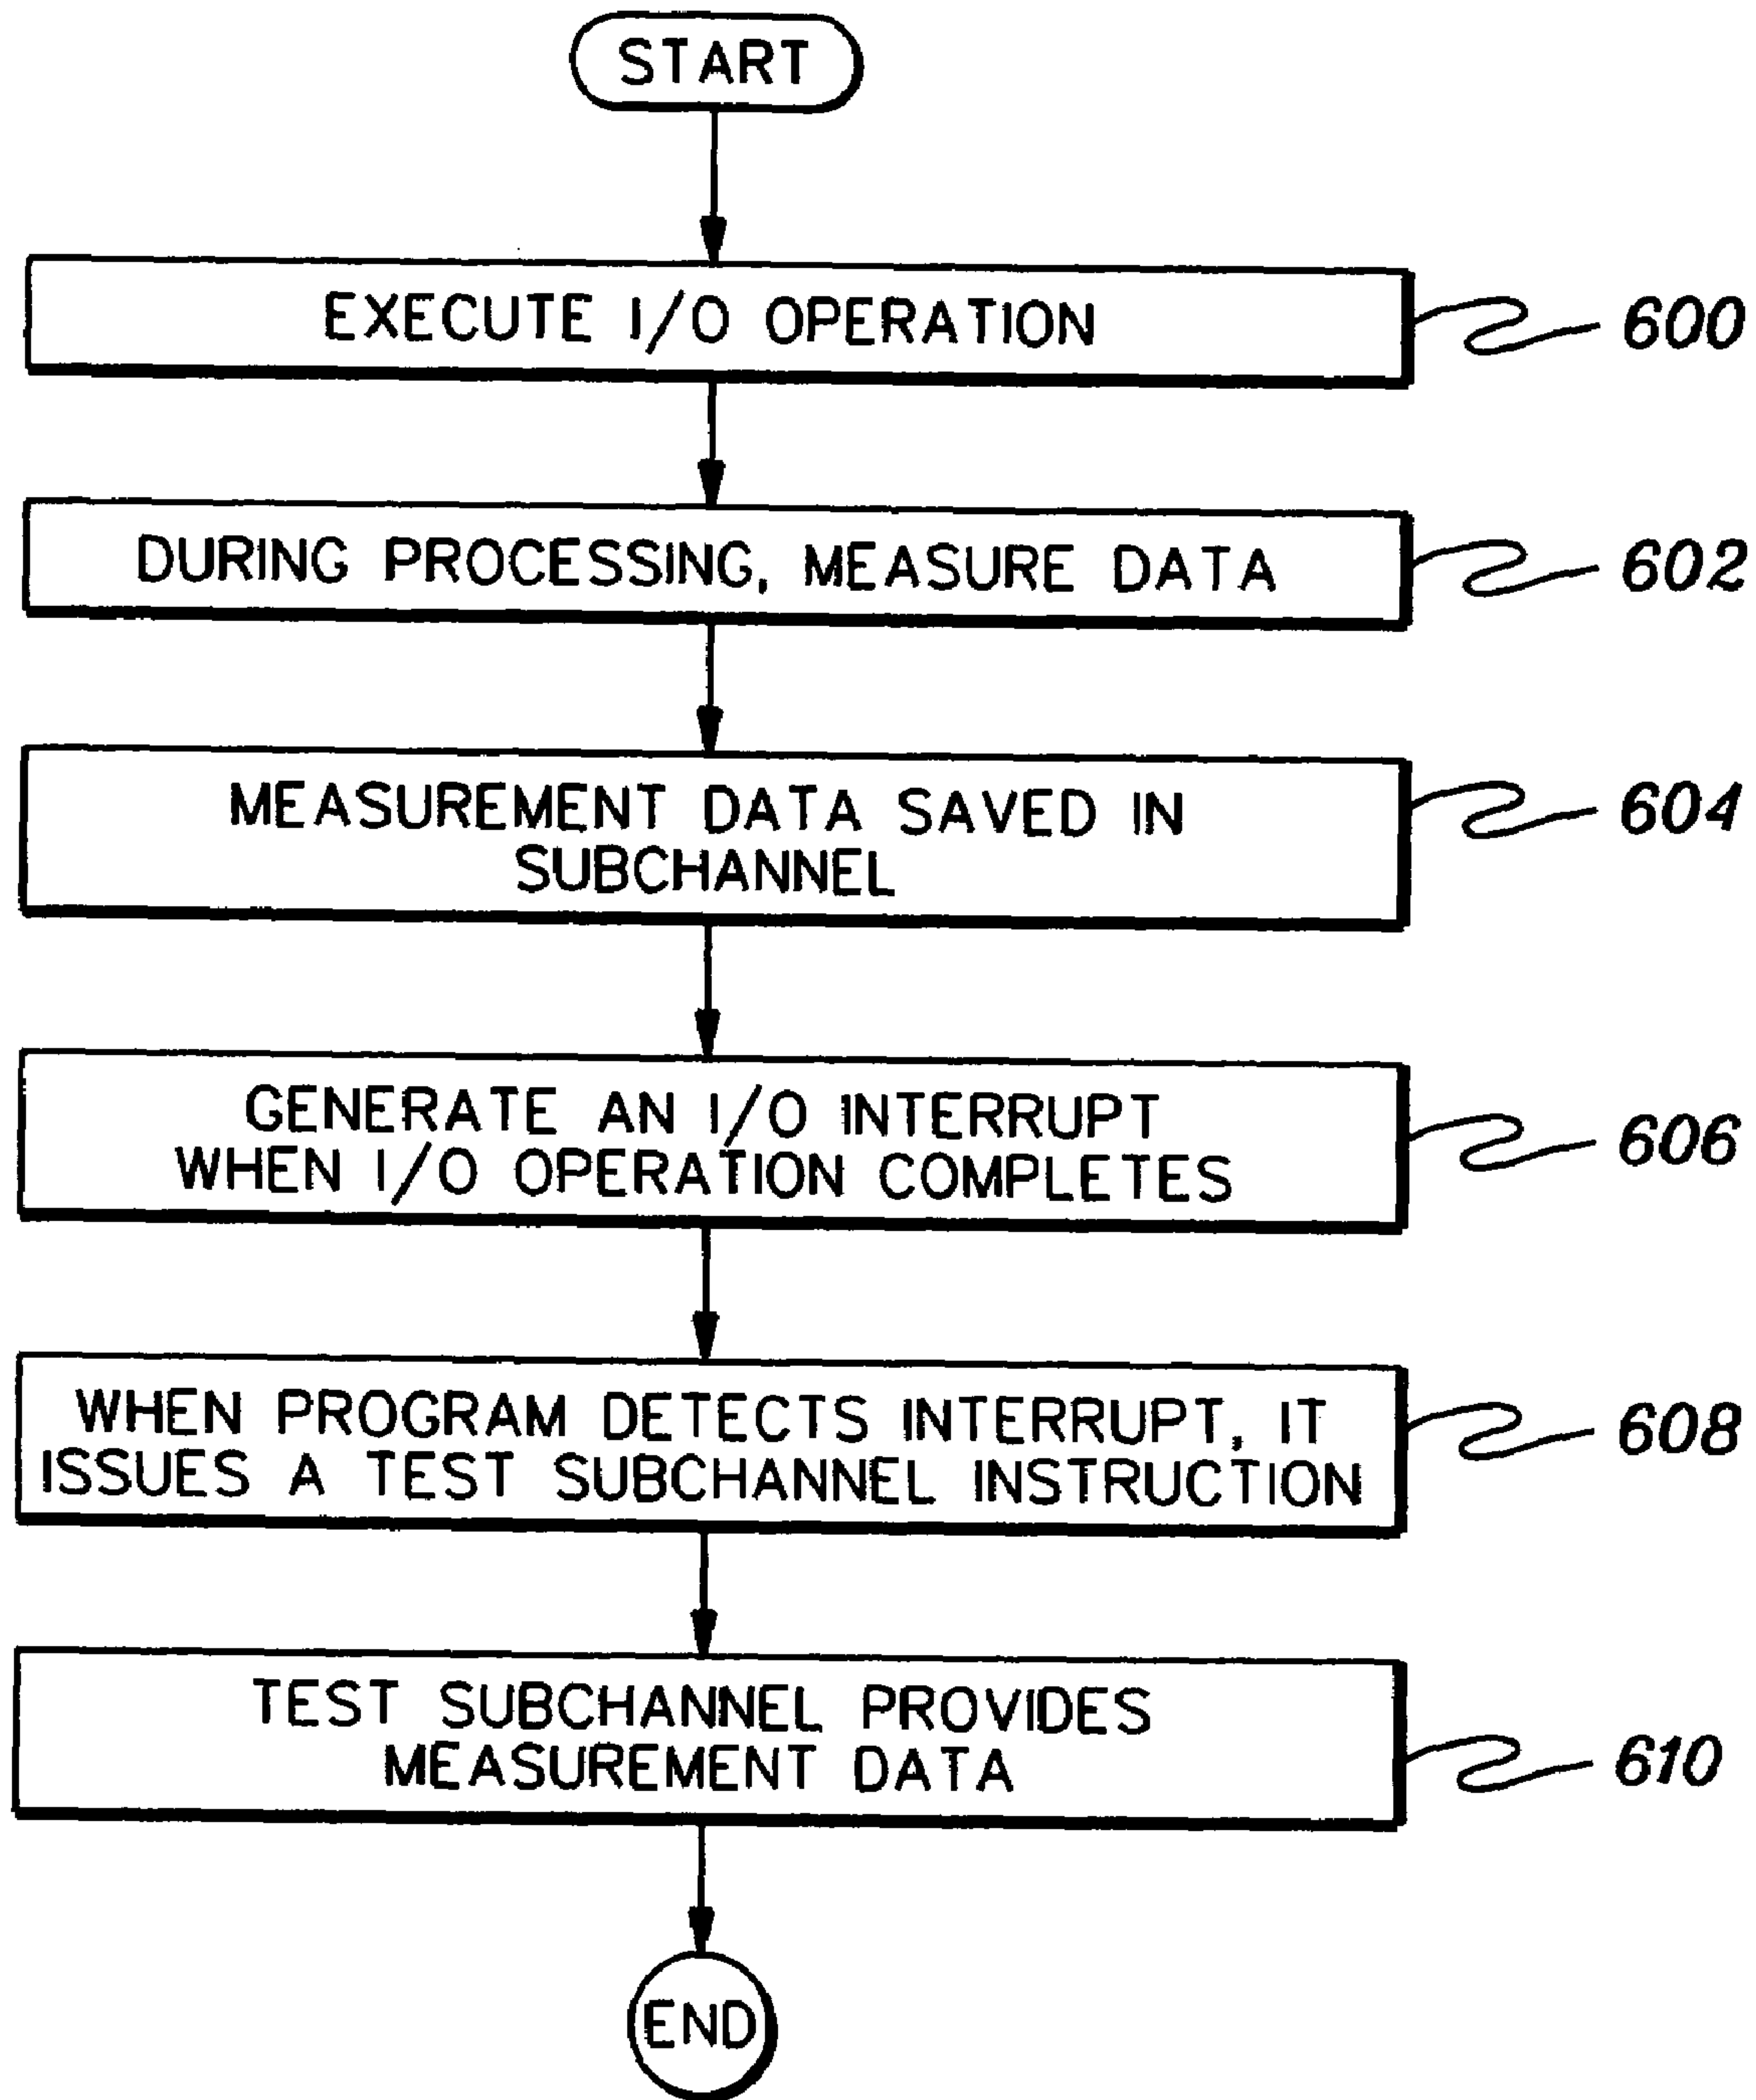 START
EXECUTE I/O OPERATION
600
DURING PROCESSING, MEASURE DATA
602
MEASUREMENT DATA SAVED IN
SUBCHANNEL
604
GENERATE AN I/O INTERRUPT
WHEN I/O OPERATION COMPLETES
606
WHEN PROGRAM DETECTS INTERRUPT, IT
ISSUES A TEST SUBCHANNEL INSTRUCTION
608
TEST SUBCHANNEL PROVIDES
MEASUREMENT DATA
610
END